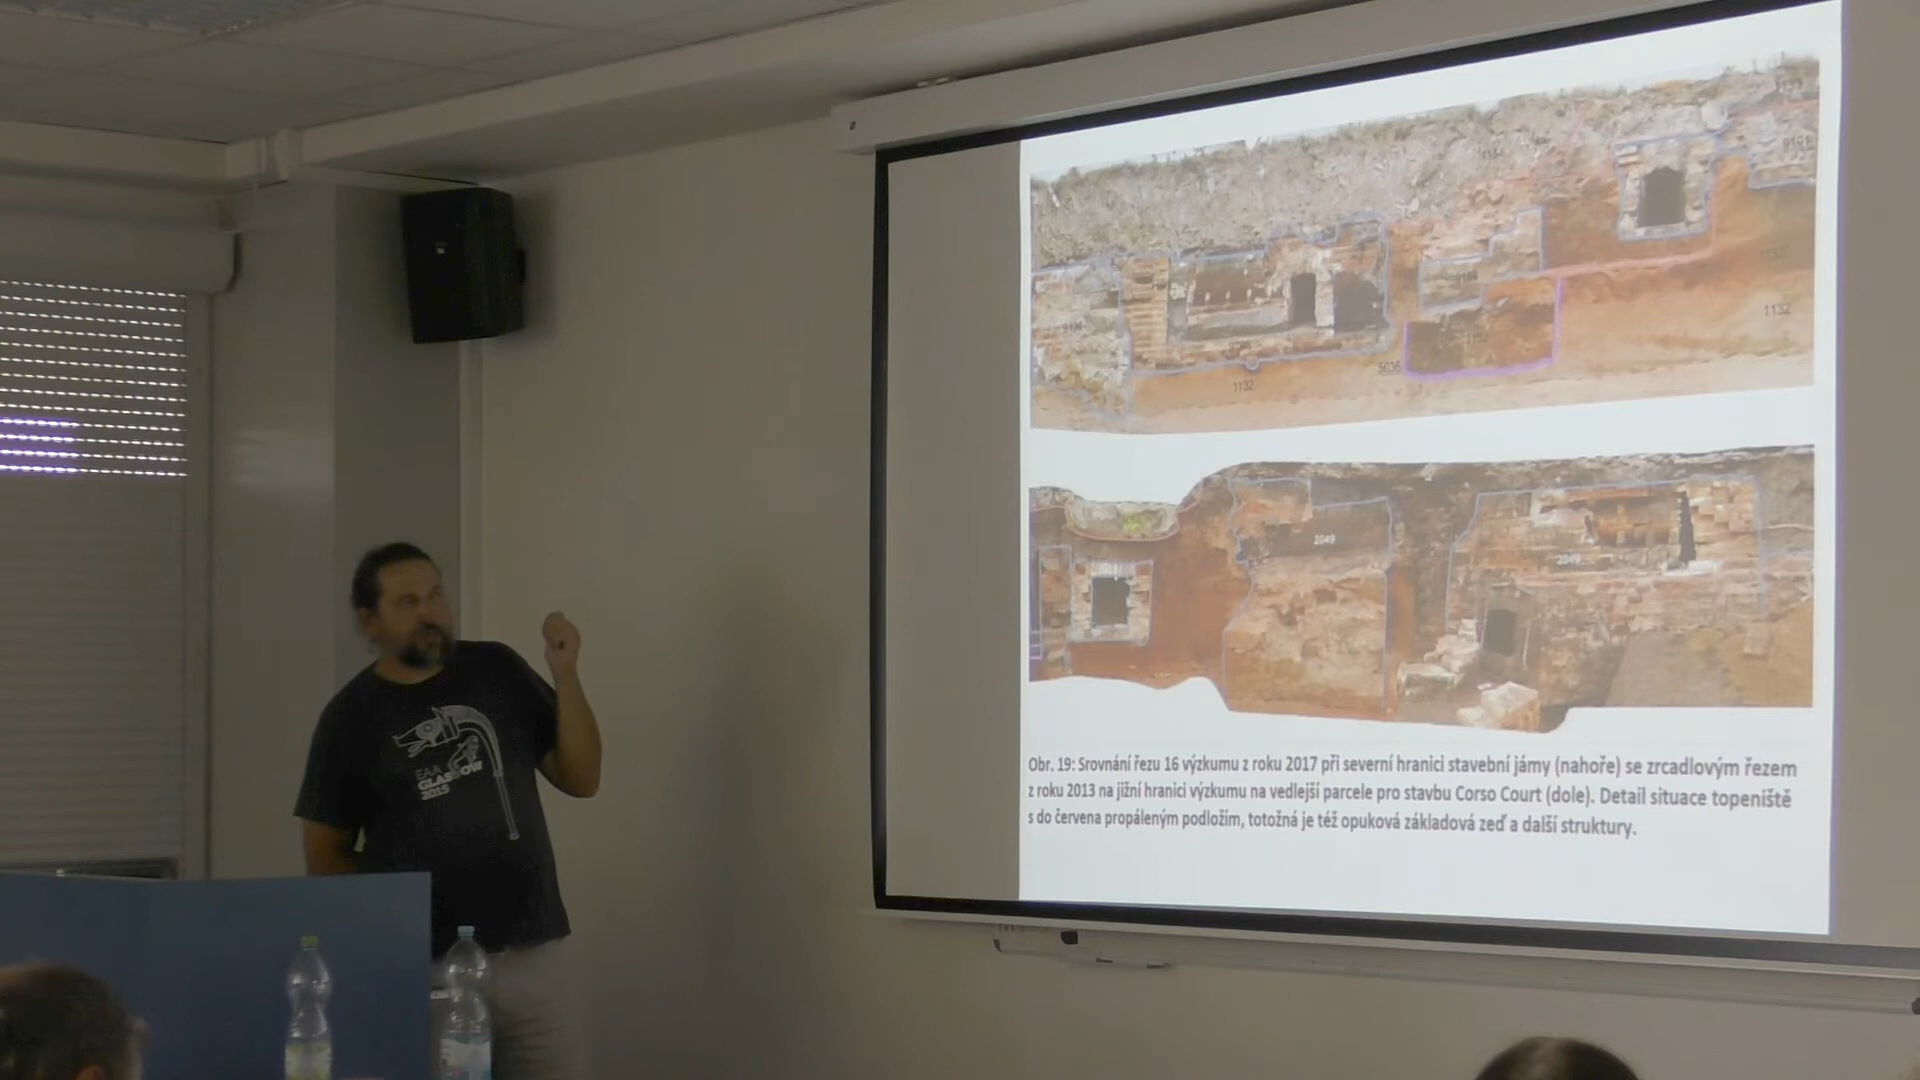 1132
1132
1132
5036
2049
2049
Obr. 19: Srovnání řezu 16 výzkumu z roku 2017 při severní hranici stavební jámy (nahoře) se zrcadlovým řezem
z roku 2013 na jižní hranici výzkumu na vedlejší parcele pro stavbu Corso Court (dole). Detail situace topeniště
s do červena propáleným podložím, totožná je též opuková základová zeď a další struktury.
EAA
GLASGOW
2015